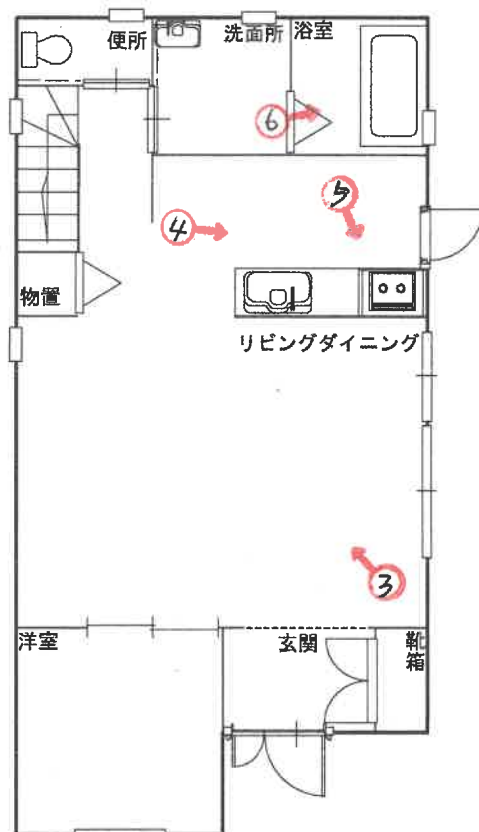 便所
洗面所
浴室
⑥
⑤
④
物置
リビングダイニング
③
洋室
玄関
靴箱